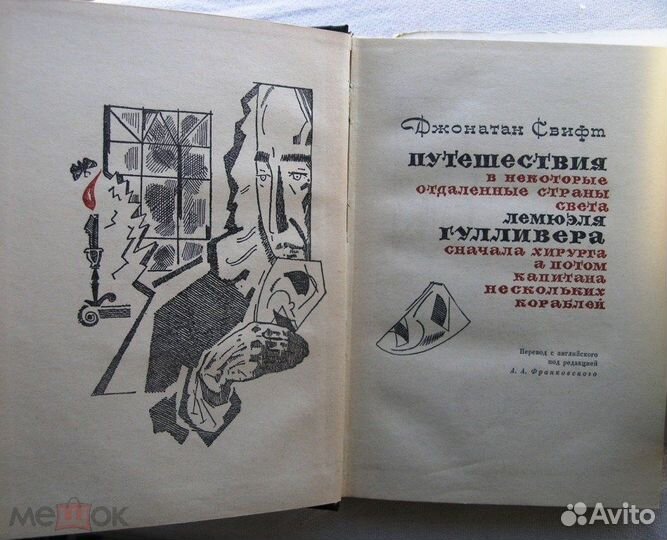 Джонатан Свифт
ПУТЕШЕСТВИЯ
В НЕКОТОРЫЕ
ОТДАЛЕННЫЕ СТРАНЫ
СВЕТА
ЛЕМЮЭЛЯ
ГУЛЛИВЕРА
СНАЧАЛА ХИРУРГА
А ПОТОМ
КАПИТАНА
НЕСКОЛЬКИХ
КОРАБЛЕЙ
Перевод с английского
под редакцией
А. А. Франковского
мешок
Avito